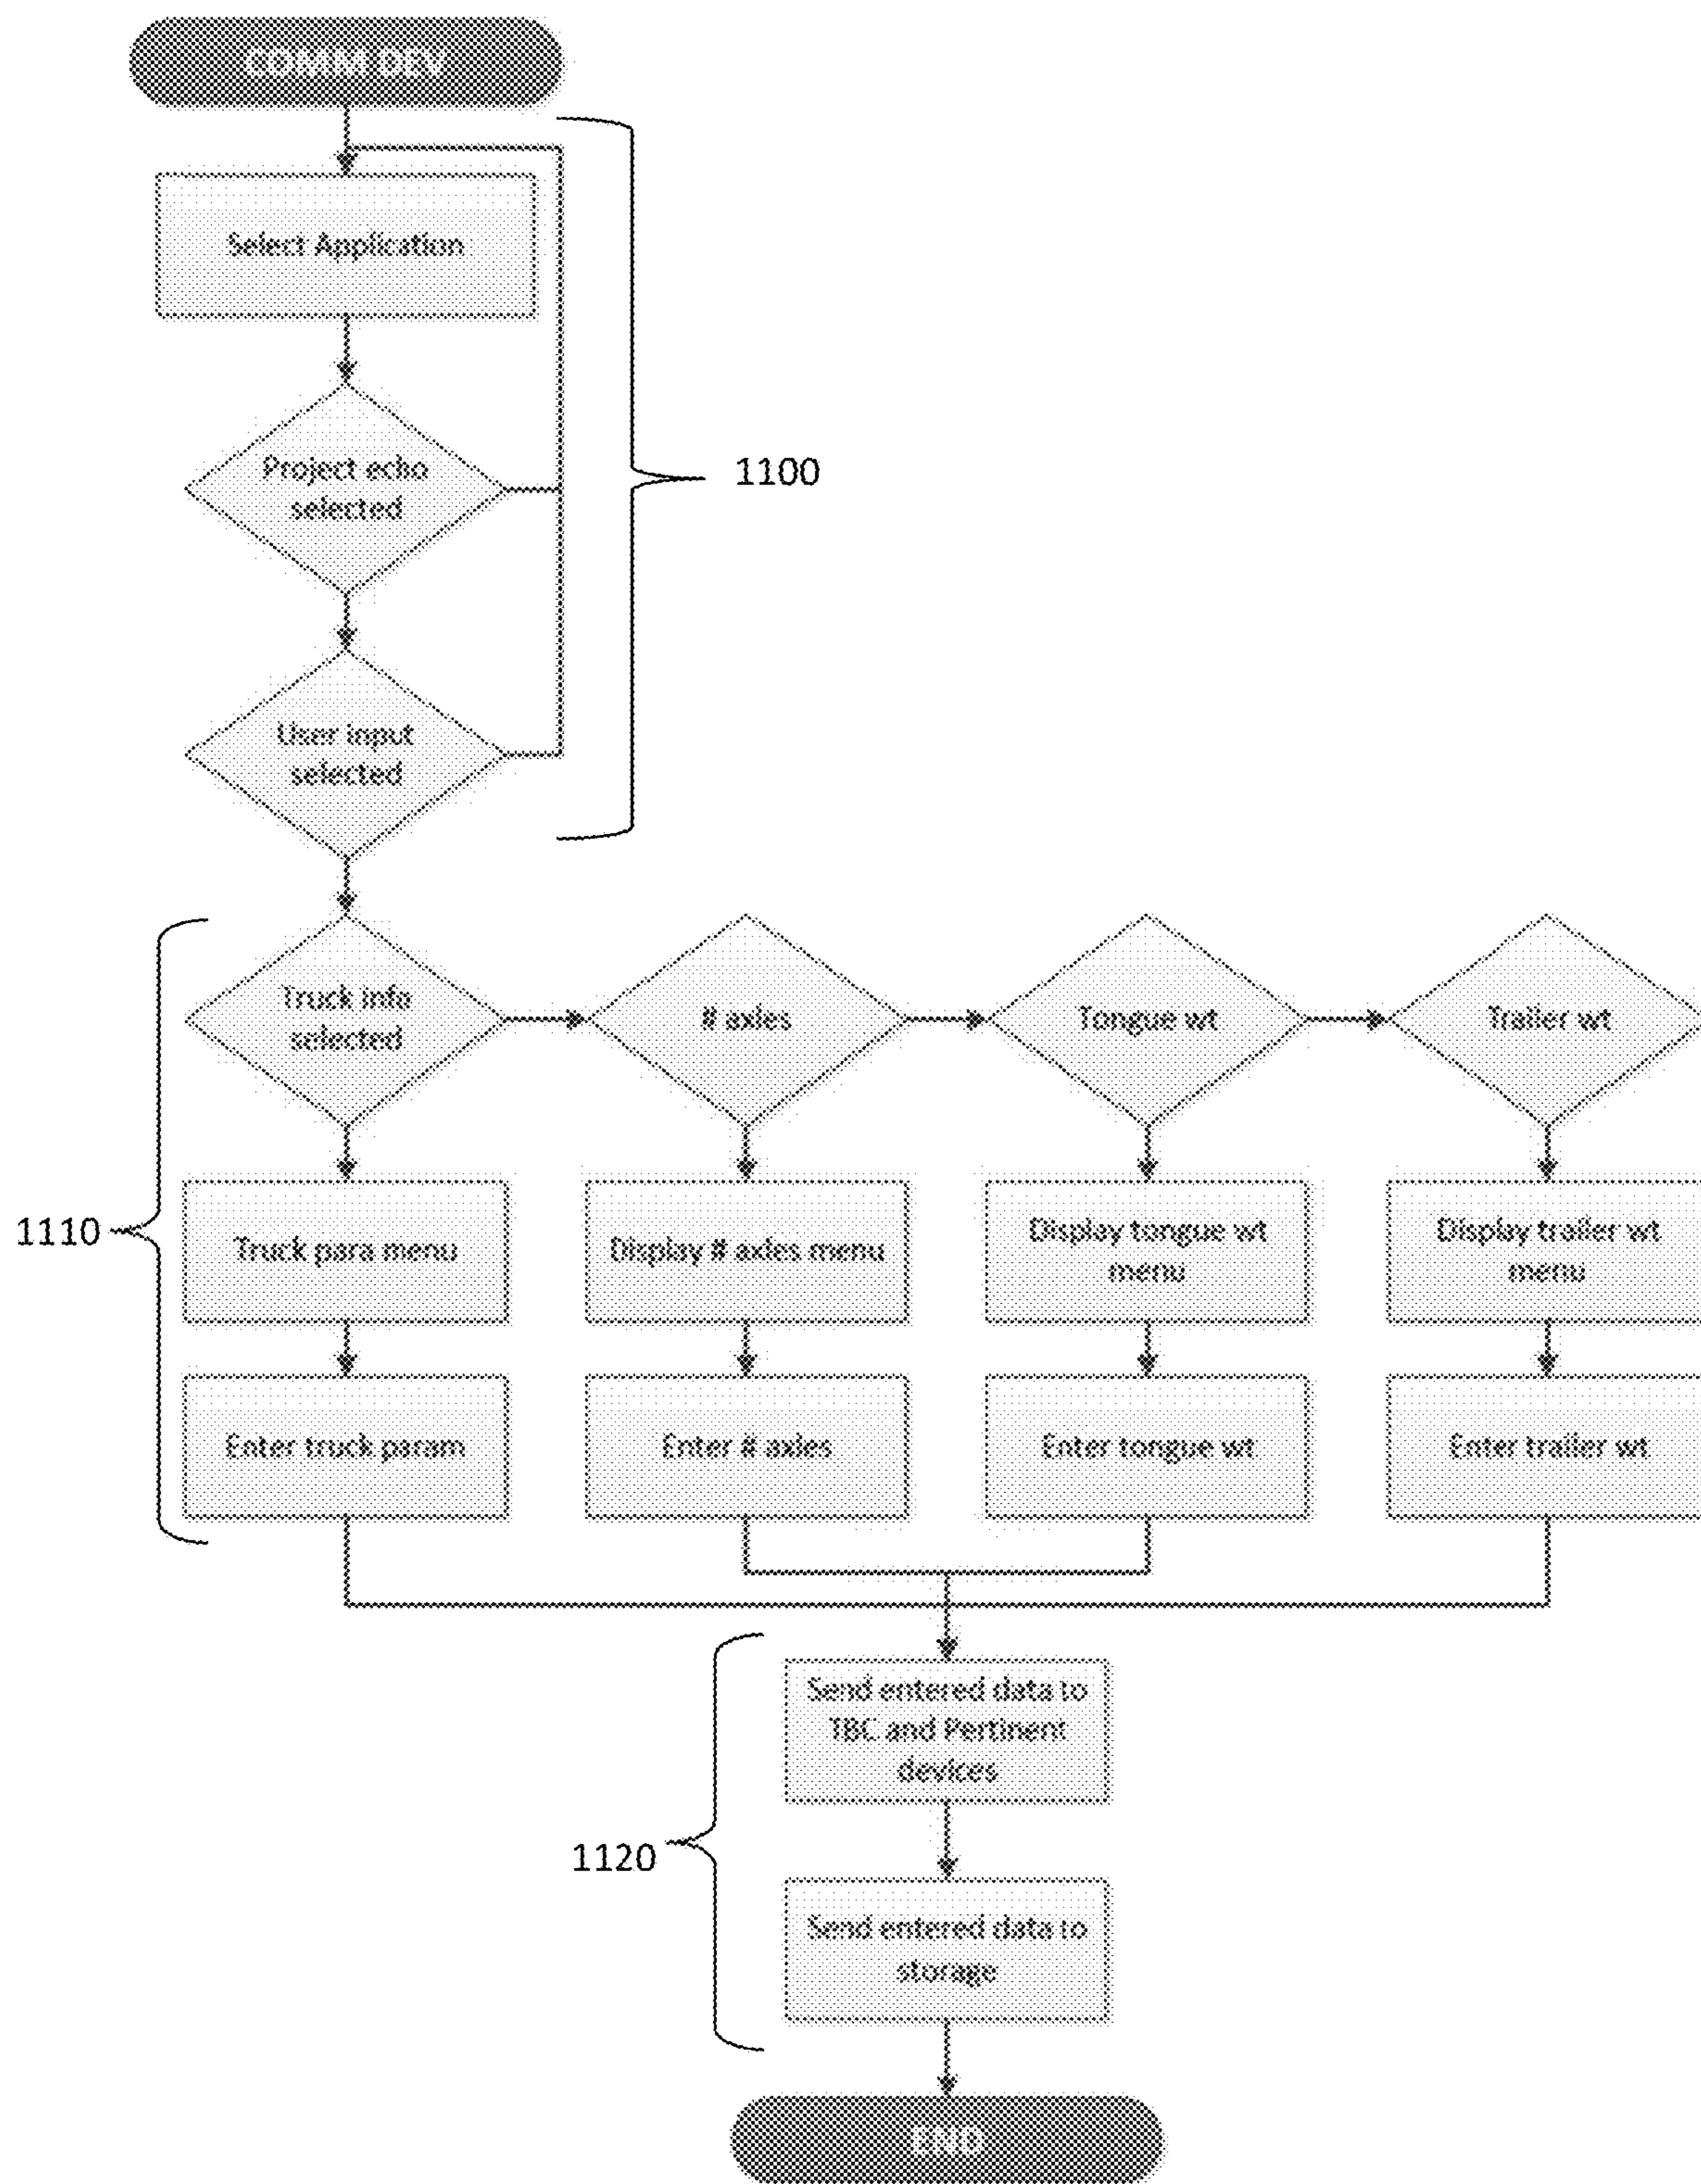 COMM DEV
Select Application
Project echo
selected
1100
User input
selected
Truck info
selected
# axles
Tongue wt
Trailer wt
1110
Truck para menu
Display # axles menu
Display tongue wt
menu
Display trailer wt
menu
Enter truck param
Enter # axles
Enter tongue wt
Enter trailer wt
Send entered data to
TBC and Pertinent
devices
1120
Send entered data to
storage
END